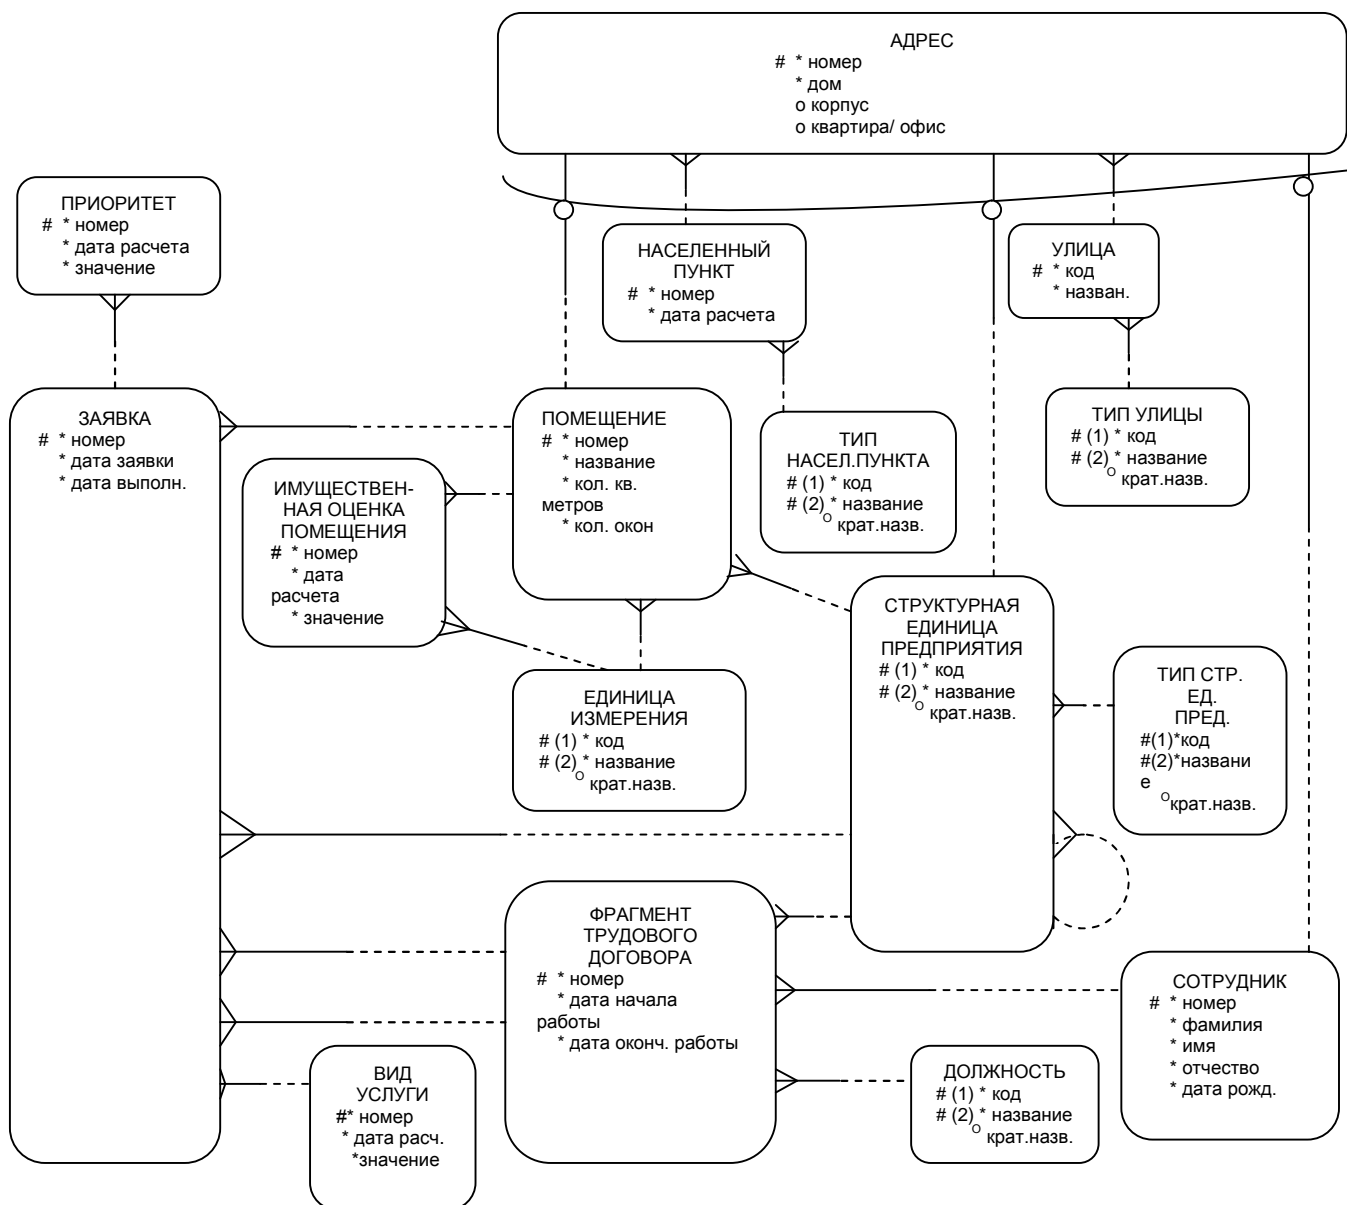 АДРЕС
# * номер
* дом
о корпус
о квартира/ офис
ПРИОРИТЕТ
# * номер
* дата расчета
* значение
НАСЕЛЕННЫЙ
ПУНКТ
# * номер
* дата расчета
УЛИЦА
# * код
* назван.
ЗАЯВКА
# * номер
* дата заявки
* дата выполн.
ПОМЕЩЕНИЕ
# * номер
* название
* кол. кв.
метров
* кол. окон
ТИП
НАСЕЛ.ПУНКТА
# (1) * код
# (2) * название
о крат.назв.
ТИП УЛИЦЫ
# (1) * код
# (2) * название
о крат.назв.
ИМУЩЕСТВЕН-
НАЯ ОЦЕНКА
ПОМЕЩЕНИЯ
# * номер
* дата
расчета
* значение
СТРУКТУРНАЯ
ЕДИНИЦА
ПРЕДПРИЯТИЯ
# (1) * код
# (2) * название
о крат.назв.
ТИП СТР.
ЕД.
ПРЕД.
#(1)*код
#(2)*названи
е
о крат.назв.
ЕДИНИЦА
ИЗМЕРЕНИЯ
# (1) * код
# (2) * название
о крат.назв.
ФРАГМЕНТ
ТРУДОВОГО
ДОГОВОРА
# * номер
* дата начала
работы
* дата оконч. работы
СОТРУДНИК
# * номер
* фамилия
* имя
* отчество
* дата рожд.
ВИД
УСЛУГИ
#* номер
* дата расч.
*значение
ДОЛЖНОСТЬ
# (1) * код
# (2) * название
о крат.назв.